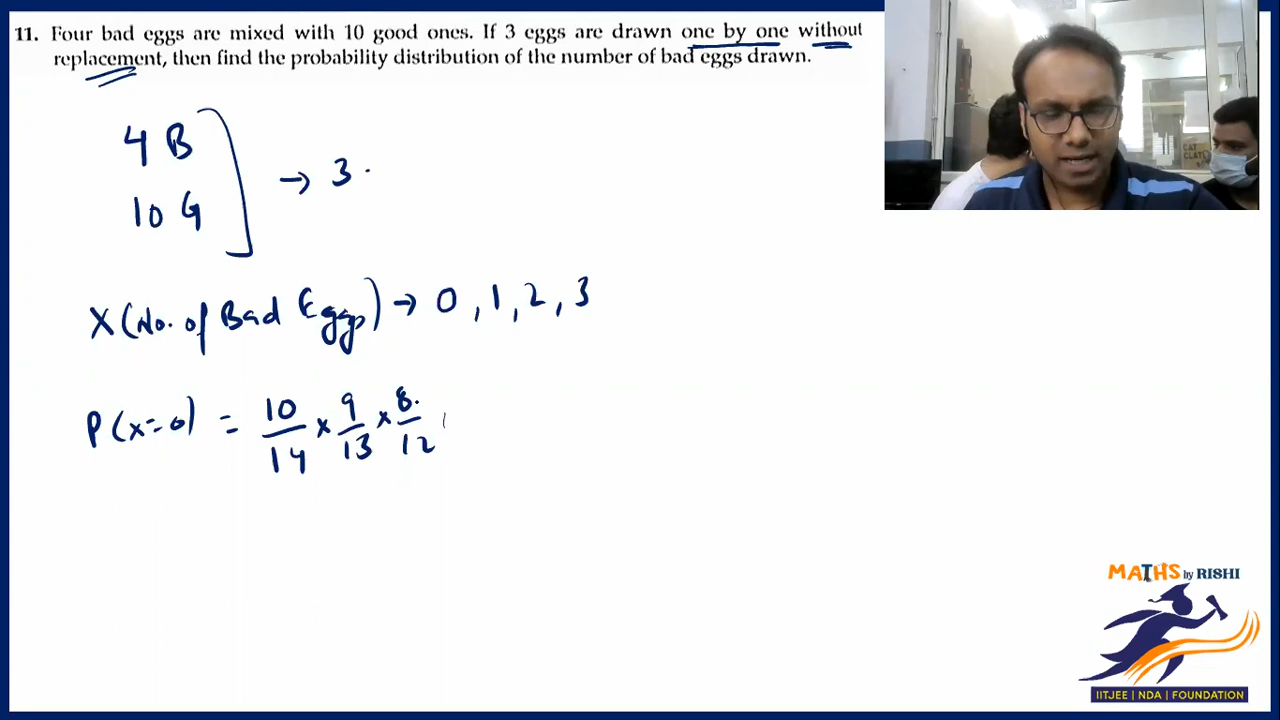 11. Four bad eggs are mixed with 10 good ones. If 3 eggs are drawn one by one without
replacement, then find the probability distribution of the number of bad eggs drawn.
4 B
10 G
→ 3.
X (No. of Bad Eggs) → 0, 1, 2, 3
P(x=0) = 10/14 × 9/13 × 8/12
MATHS by RISHI
IITJEE | NDA | FOUNDATION